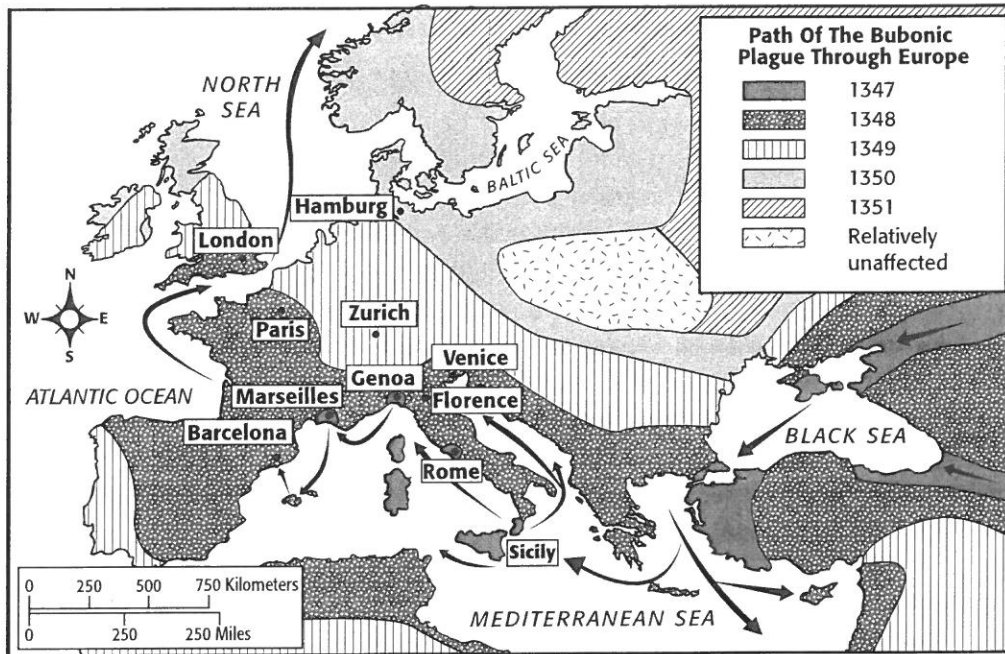 Path Of The Bubonic
Plague Through Europe
1347
1348
1349
1350
1351
Relatively
unaffected
NORTH
SEA
BALTIC SEA
Hamburg
London
N
W E
S
Paris
Zurich
Venice
Genoa
ATLANTIC OCEAN
Marseilles
Florence
Barcelona
BLACK SEA
Rome
Sicily
0 250 500 750 Kilometers
0 250 250 Miles
MEDITERRANEAN SEA